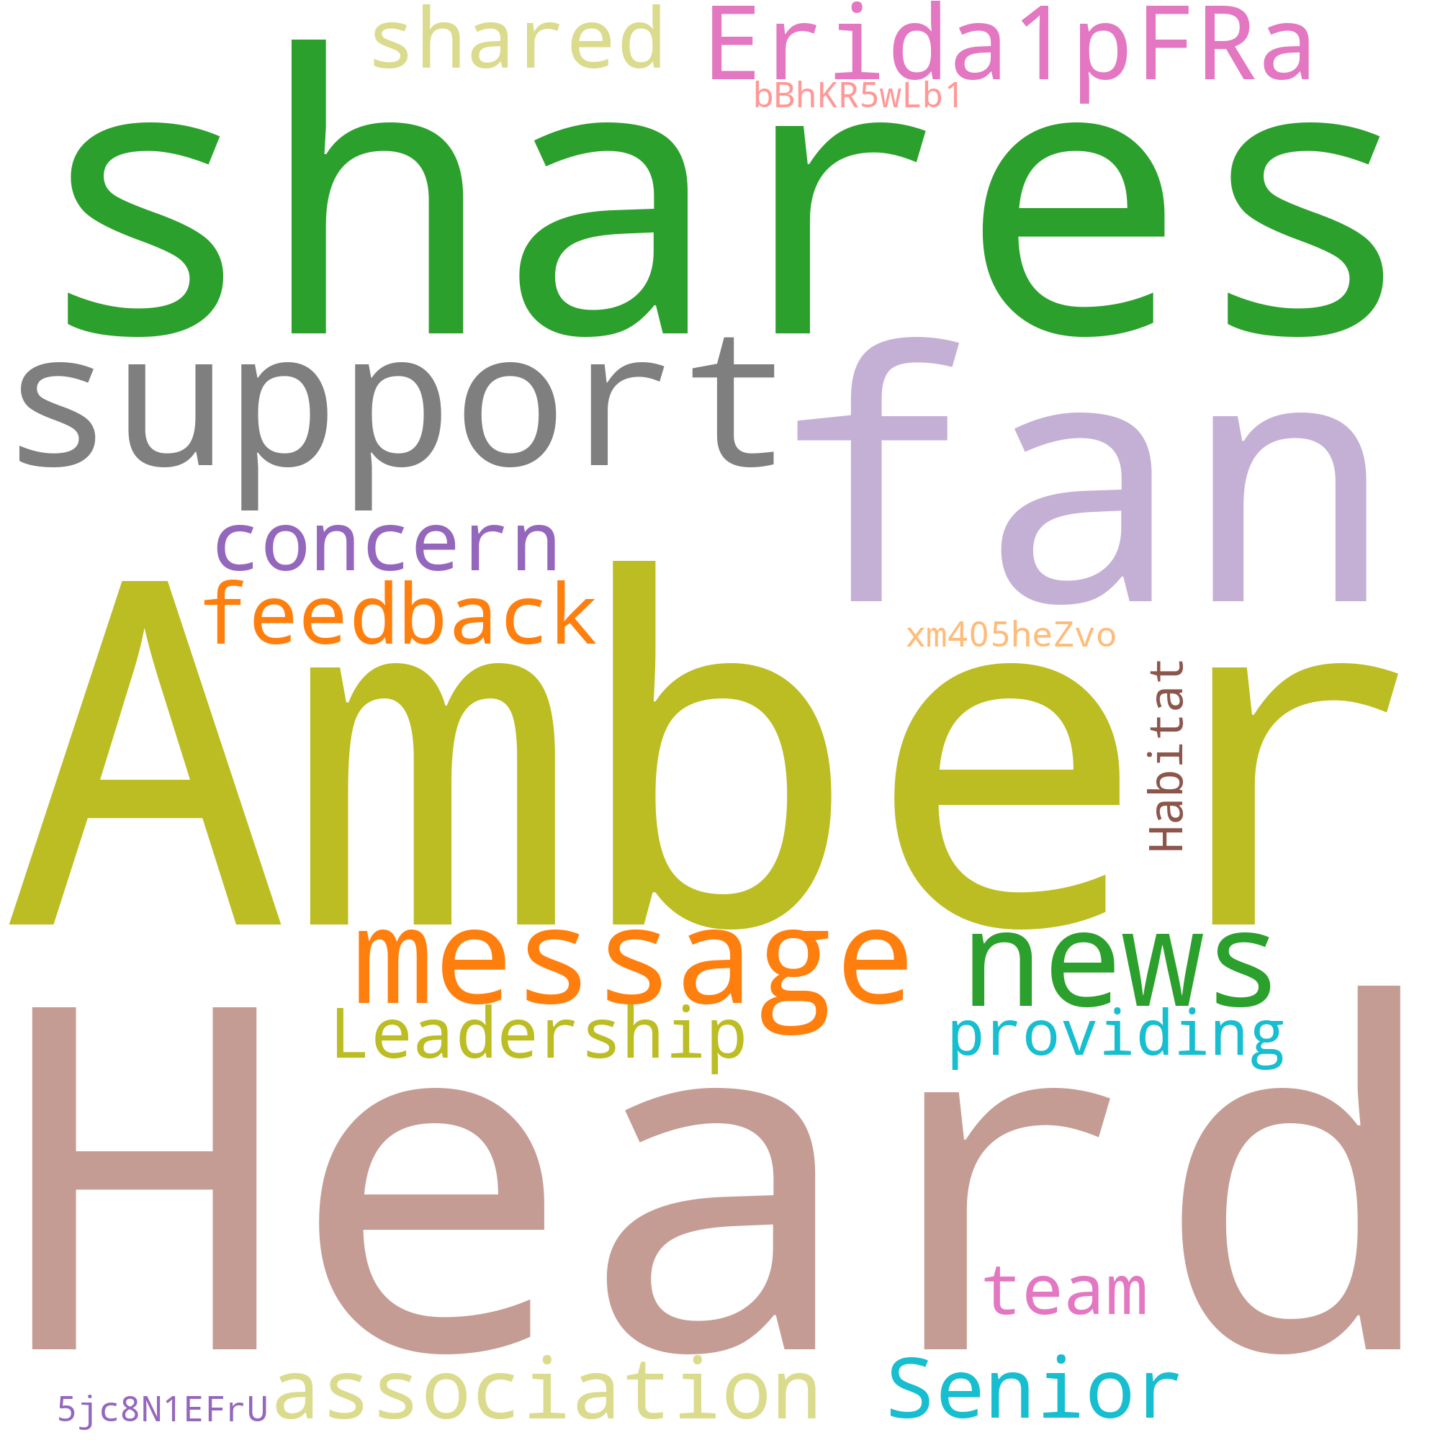 shared Erida1pFRa
bBhKR5wLb1
shares
support fan
concern
feedback
xm405heZvo
Amber
Habitat
message news
Leadership providing
Heard
team
association Senior
5jc8N1EFrU